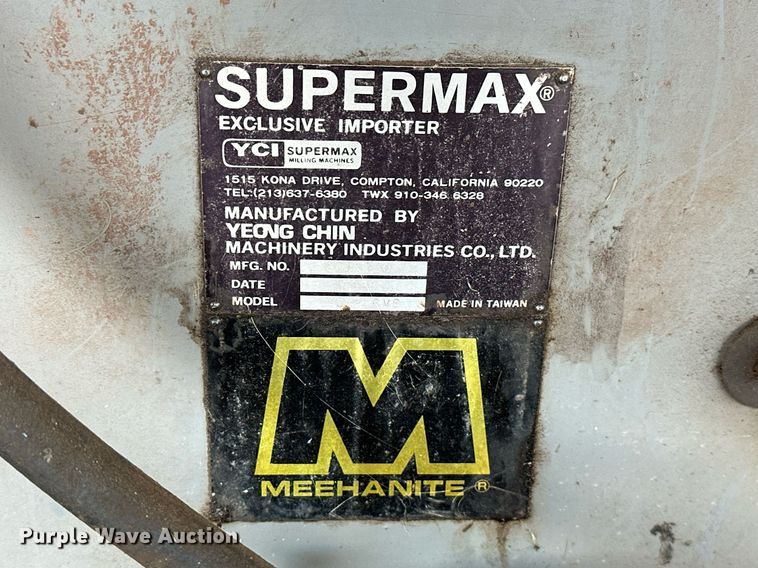 SUPERMAX®
EXCLUSIVE IMPORTER
YCI SUPERMAX
MILLING MACHINES
1515 KONA DRIVE, COMPTON, CALIFORNIA 90220
TEL:(213)637-6380 TWX 910-346 6328
MANUFACTURED BY
YEONG CHIN
MACHINERY INDUSTRIES CO., LTD.
MFG. NO.
DATE
MODEL MADE IN TAIWAN
M
MEEHANITE ®
Purple Wave Auction